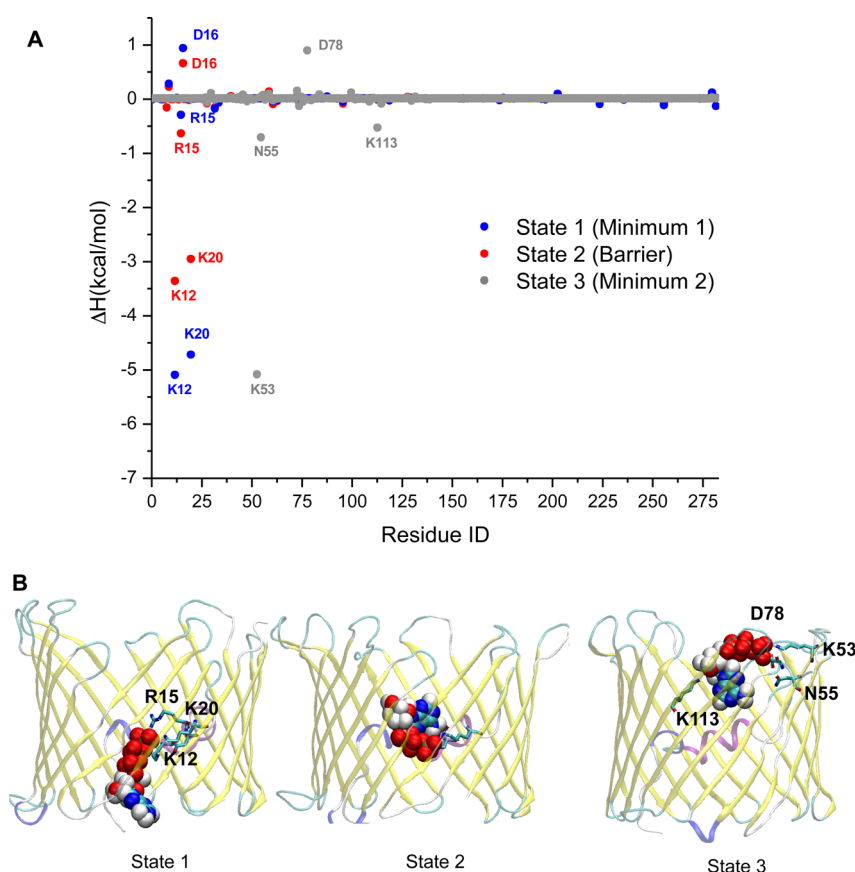 A
D16
D16
D78
R15
R15
N55
K113
K20
K12
K20
K12
K53
State 1 (Minimum 1)
State 2 (Barrier)
State 3 (Minimum 2)
1
0
-1
-2
-3
-4
-5
-6
-7
ΔH(kcal/mol)
0 25 50 75 100 125 150 175 200 225 250 275
Residue ID
B
R15
K20
K12
D78
K53
N55
K113
State 1
State 2
State 3